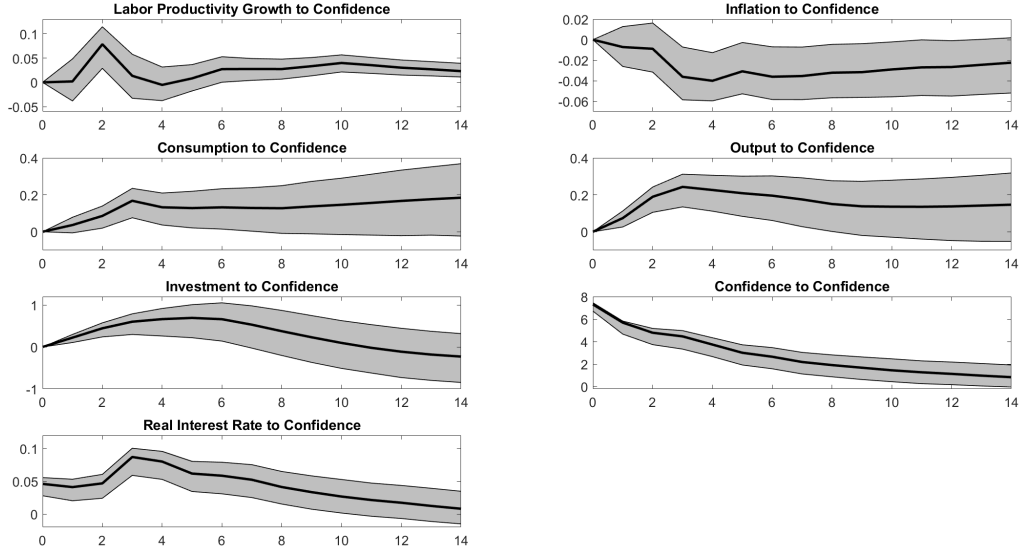 Labor Productivity Growth to Confidence
0.1
0.05
0
-0.05
0 2 4 6 8 10 12 14
Inflation to Confidence
0.02
0
-0.02
-0.04
-0.06
0 2 4 6 8 10 12 14
Consumption to Confidence
0.4
0.2
0
0 2 4 6 8 10 12 14
Output to Confidence
0.4
0.2
0
0 2 4 6 8 10 12 14
Investment to Confidence
1
0
-1
0 2 4 6 8 10 12 14
Confidence to Confidence
8
6
4
2
0
0 2 4 6 8 10 12 14
Real Interest Rate to Confidence
0.1
0.05
0
0 2 4 6 8 10 12 14